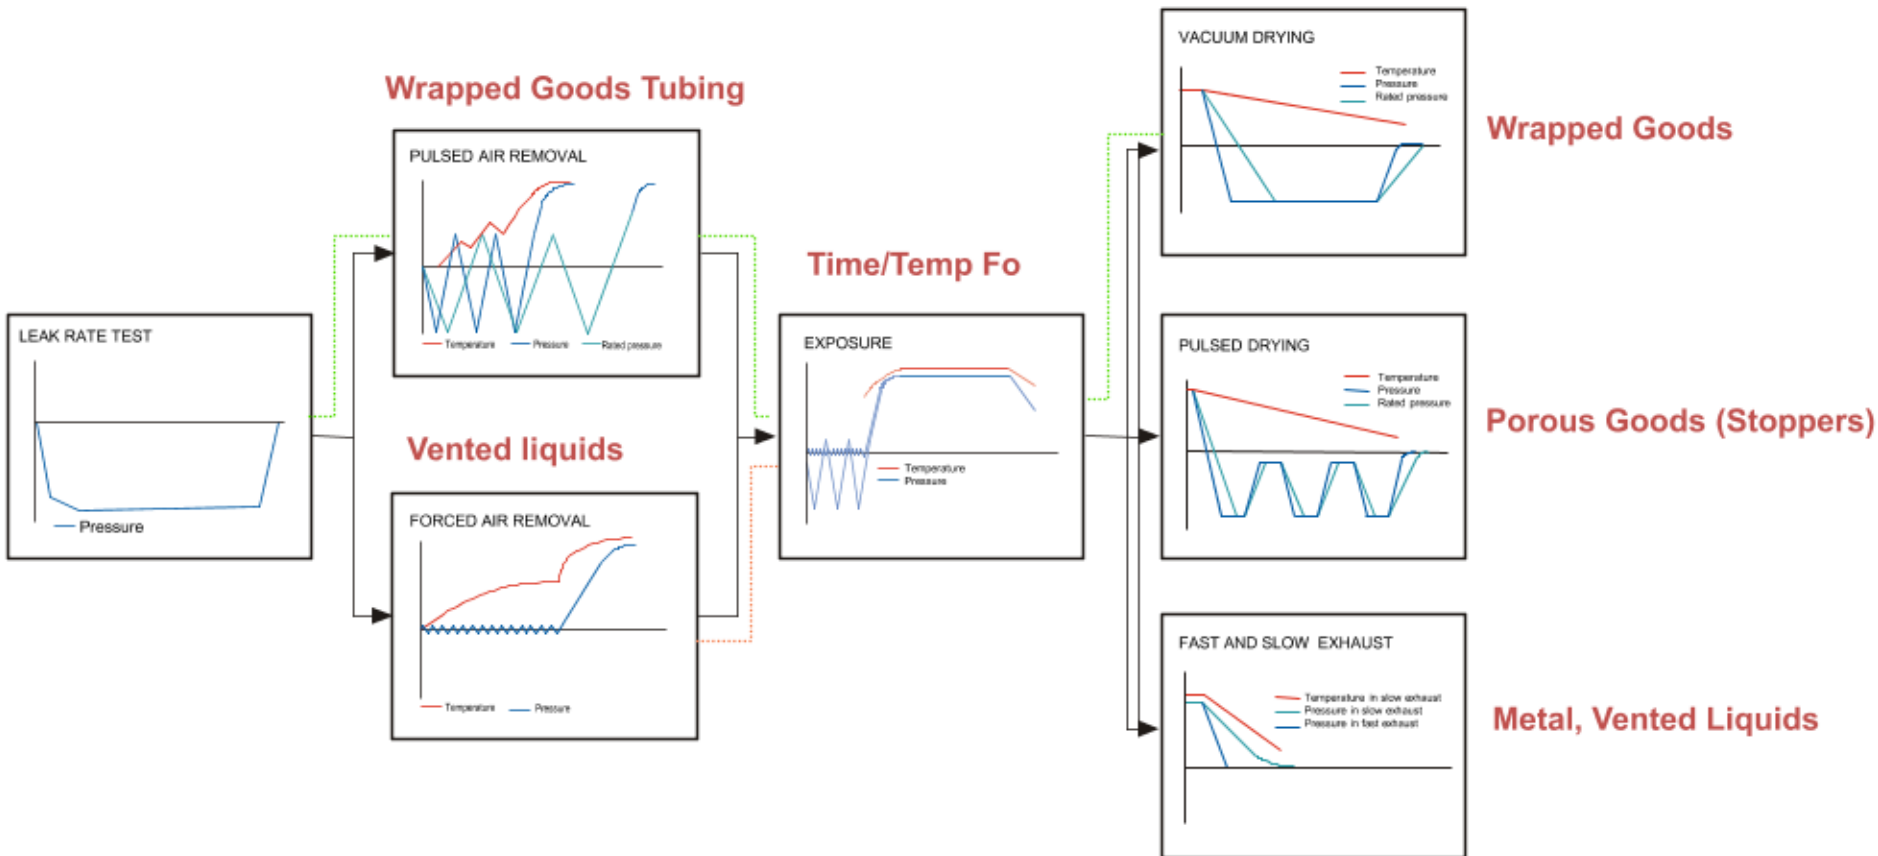 LEAK RATE TEST
Pressure
Wrapped Goods Tubing
PULSED AIR REMOVAL
Temperature
Pressure
Rated pressure
Vented liquids
FORCED AIR REMOVAL
Temperature
Pressure
Time/Temp Fo
EXPOSURE
Temperature
Pressure
VACUUM DRYING
Temperature
Pressure
Rated pressure
Wrapped Goods
PULSED DRYING
Temperature
Pressure
Rated pressure
Porous Goods (Stoppers)
FAST AND SLOW EXHAUST
Temperature in slow exhaust
Pressure in slow exhaust
Pressure in fast exhaust
Metal, Vented Liquids